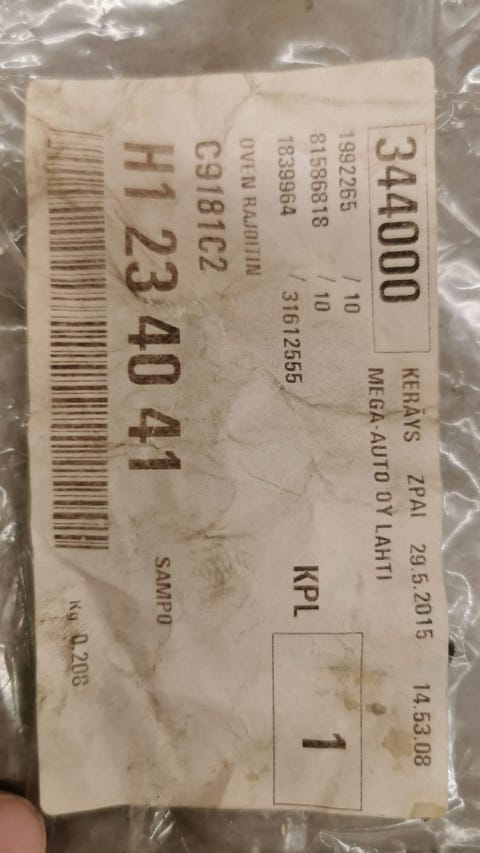 344000
KERÄYS ZPAI 29.5.2015 14.53.08
MEGA-AUTO OY LAHTI
1992265 / 10
81586818 / 10
1839964 / 31612555
KPL 1
OVEN RAJOITIN
C9181C2
H1 23 40 41
SAMPO
Kg 0.206